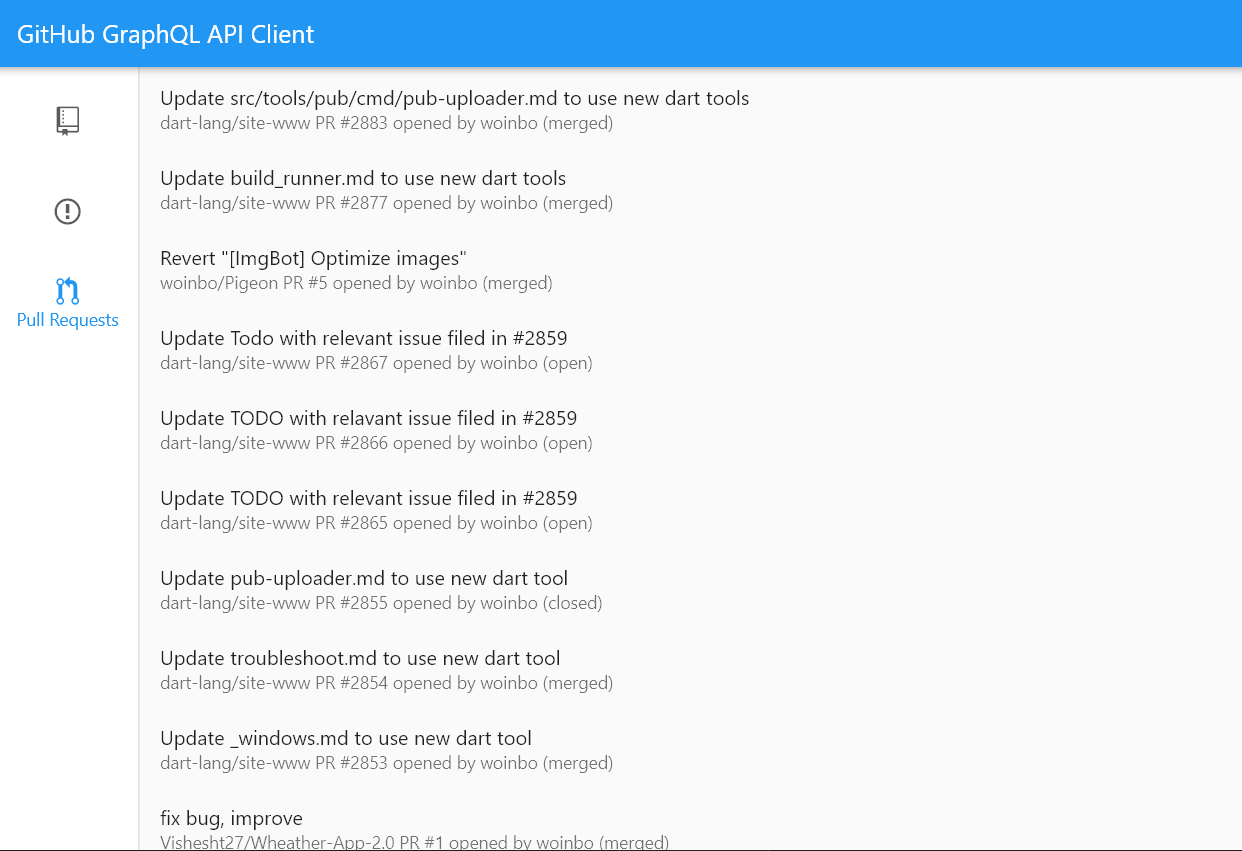 GitHub GraphQL API Client
Pull Requests
Update src/tools/pub/cmd/pub-uploader.md to use new dart tools
dart-lang/site-www PR #2883 opened by woinbo (merged)
Update build_runner.md to use new dart tools
dart-lang/site-www PR #2877 opened by woinbo (merged)
Revert "[ImgBot] Optimize images"
woinbo/Pigeon PR #5 opened by woinbo (merged)
Update Todo with relevant issue filed in #2859
dart-lang/site-www PR #2867 opened by woinbo (open)
Update TODO with relavant issue filed in #2859
dart-lang/site-www PR #2866 opened by woinbo (open)
Update TODO with relevant issue filed in #2859
dart-lang/site-www PR #2865 opened by woinbo (open)
Update pub-uploader.md to use new dart tool
dart-lang/site-www PR #2855 opened by woinbo (closed)
Update troubleshoot.md to use new dart tool
dart-lang/site-www PR #2854 opened by woinbo (merged)
Update _windows.md to use new dart tool
dart-lang/site-www PR #2853 opened by woinbo (merged)
fix bug, improve
Vishesht27/Wheather-App-2.0 PR #1 opened by woinbo (merged)